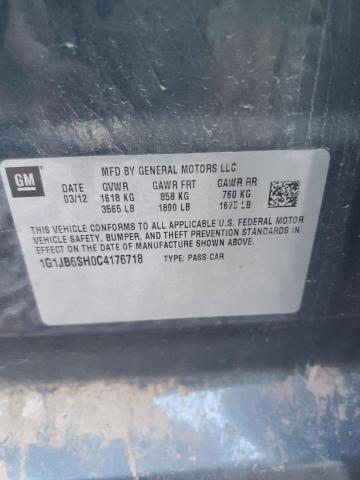 GM
MFD BY GENERAL MOTORS LLC
DATE GVWR GAWR FRT GAWR RR
03/12 1618 KG 858 KG 760 KG
3565 LB 1890 LB 1675 LB
THIS VEHICLE CONFORMS TO ALL APPLICABLE U.S. FEDERAL MOTOR
VEHICLE SAFETY, BUMPER, AND THEFT PREVENTION STANDARDS
IN EFFECT ON THE DATE OF MANUFACTURE SHOWN ABOVE.
1G1JB6SH0C4176718 TYPE: PASS CAR